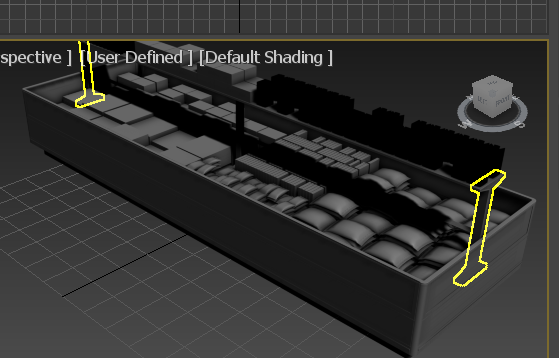 spective ] [User Defined ] [Default Shading ]